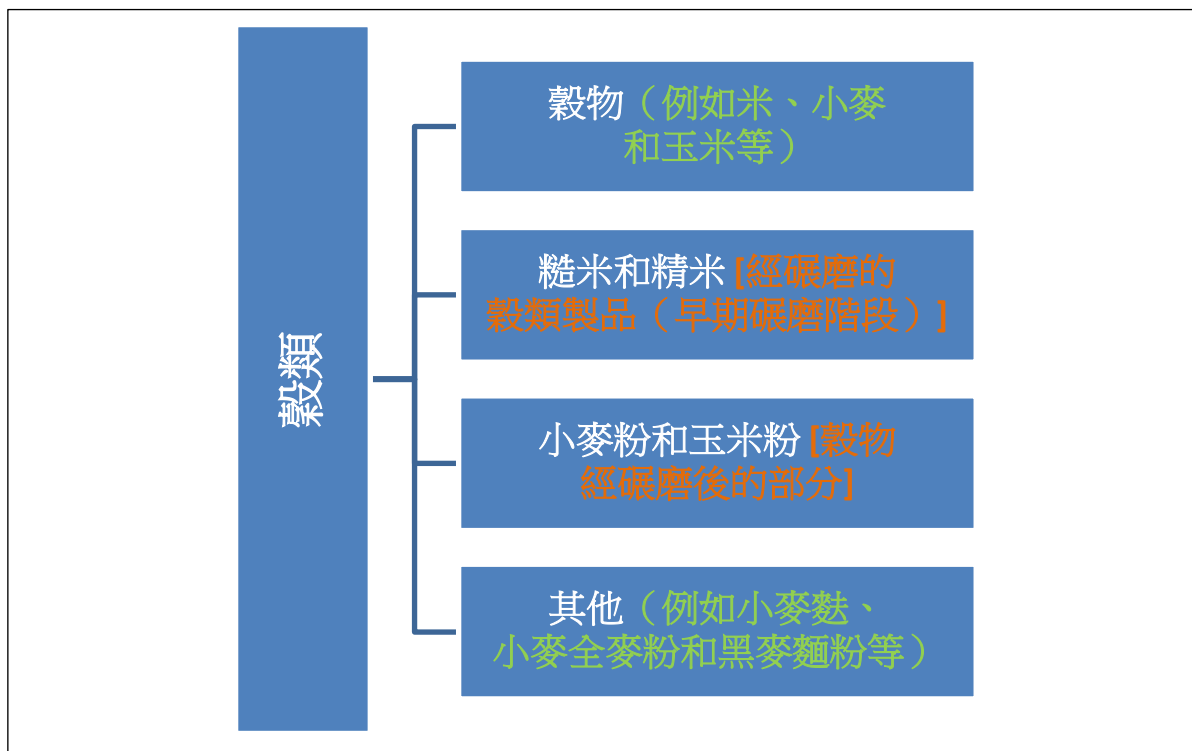 穀類
穀物（例如米、小麥
和玉米等）
糙米和精米 [經碾磨的
穀類製品（早期碾磨階段）]
小麥粉和玉米粉 [穀物
經碾磨後的部分]
其他（例如小麥麩、
小麥全麥粉和黑麥麵粉等）